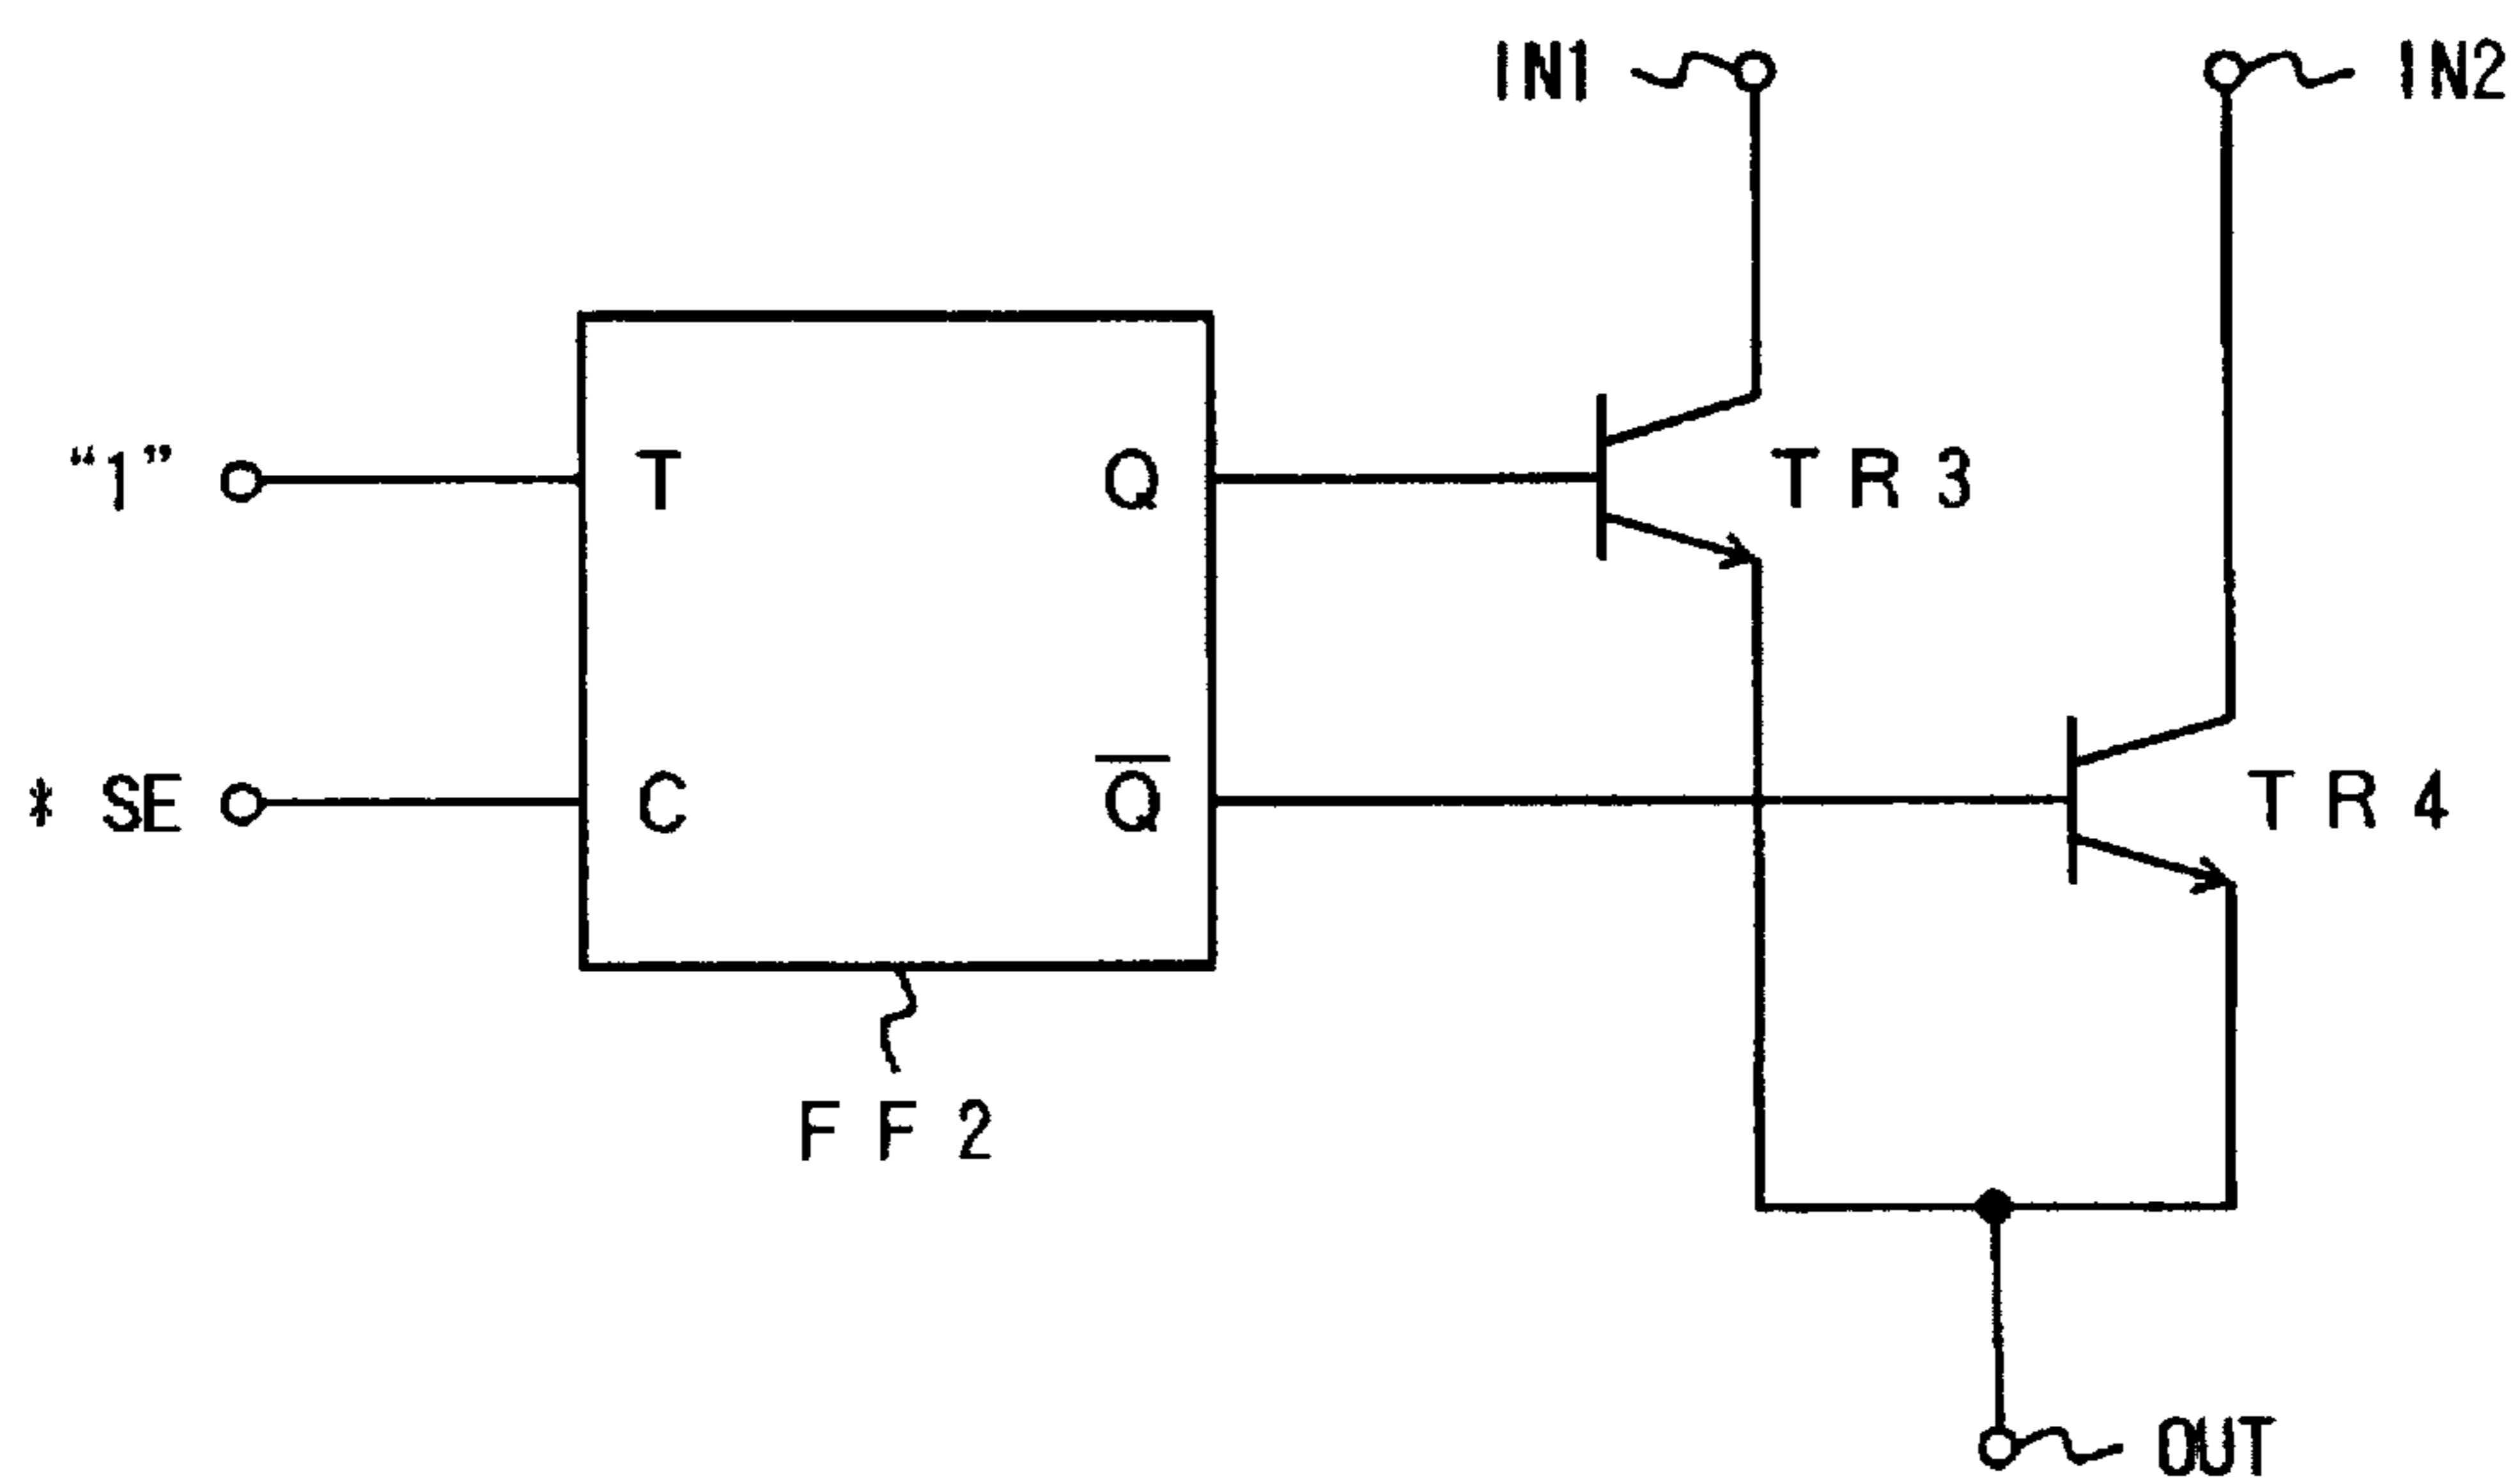 IN1
IN2
“1”
T
Q
TR3
* SE
C
Q̅
TR4
FF2
OUT